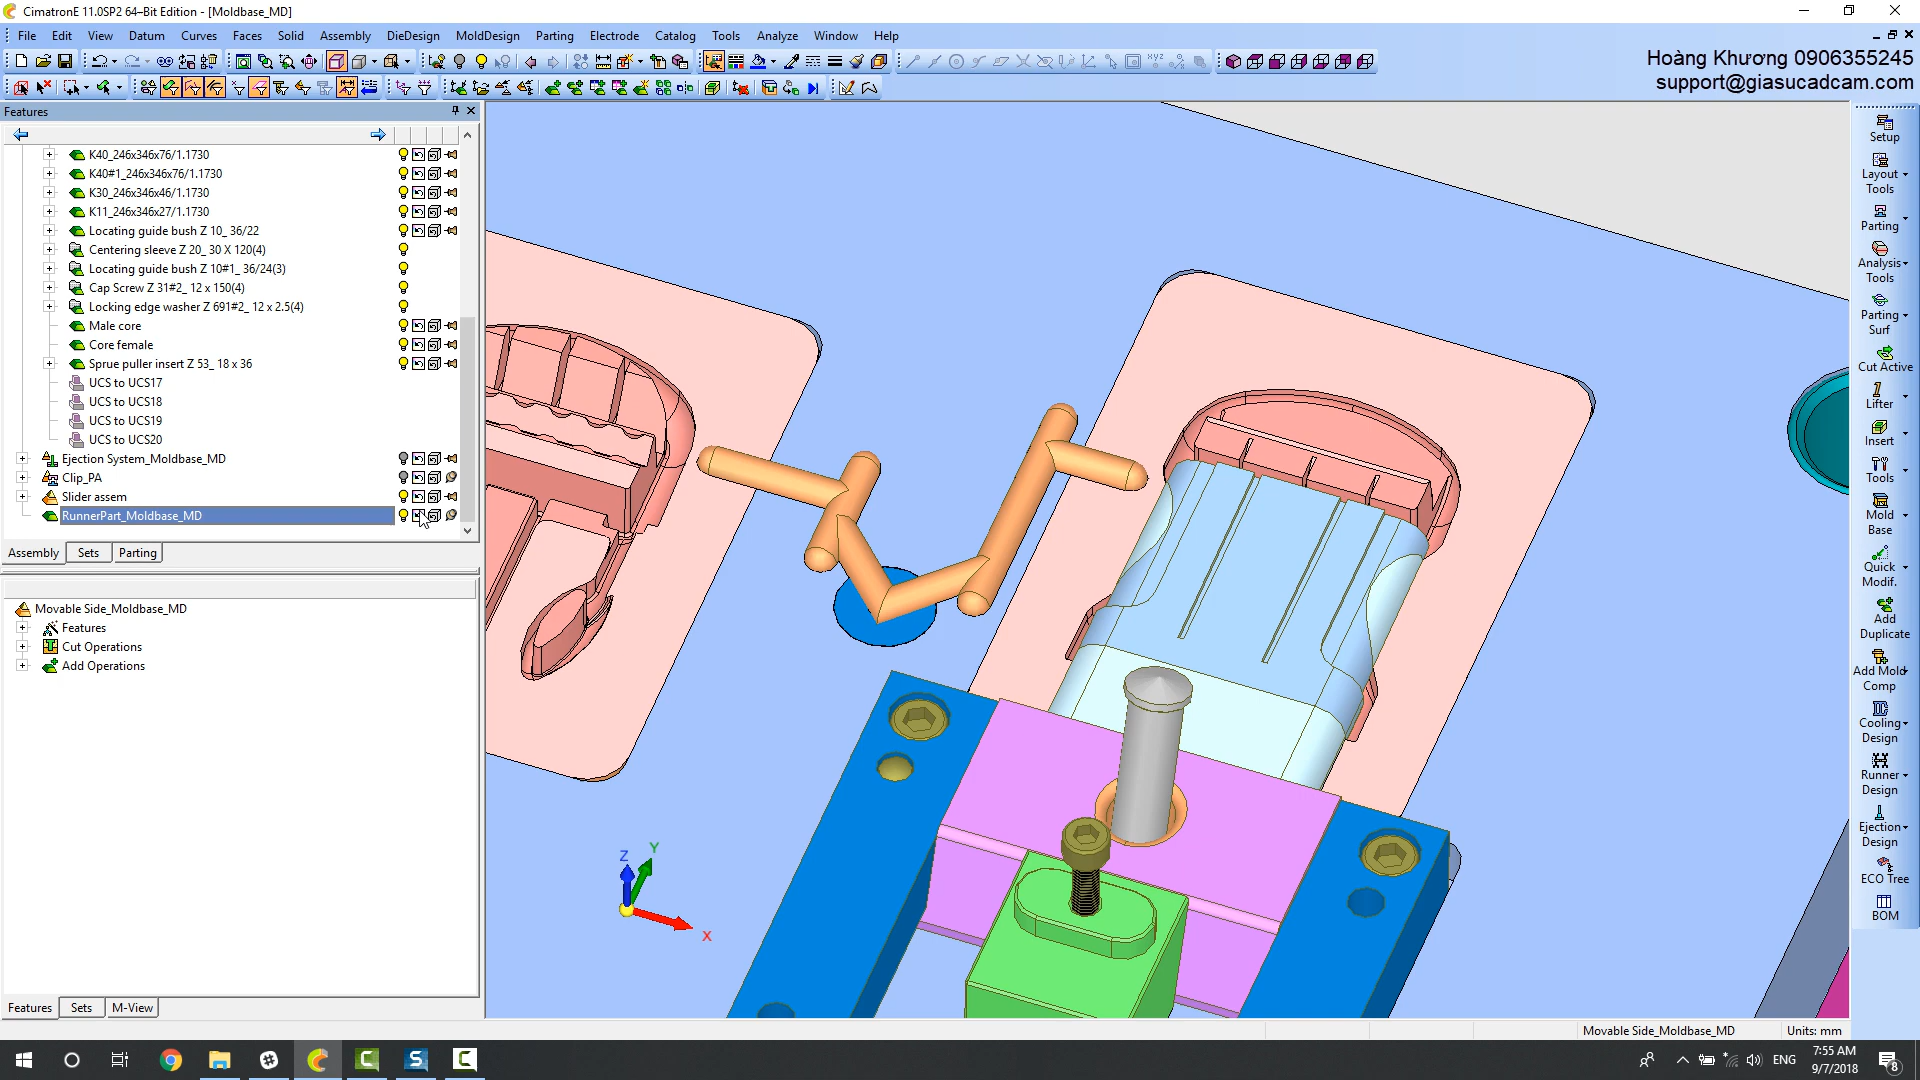 CimatronE 11.0SP2 64–Bit Edition - [Moldbase_MD]
File Edit View Datum Curves Faces Solid Assembly DieDesign MoldDesign Parting Electrode Catalog Tools Analyze Window Help
Hoàng Khương 0906355245
support@giasucadcam.com
Features
K40_246x346x76/1.1730
K40#1_246x346x76/1.1730
K30_246x346x46/1.1730
K11_246x346x27/1.1730
Locating guide bush Z 10_ 36/22
Centering sleeve Z 20_ 30 X 120(4)
Locating guide bush Z 10#1_ 36/24(3)
Cap Screw Z 31#2_ 12 x 150(4)
Locking edge washer Z 691#2_ 12 x 2.5(4)
Male core
Core female
Sprue puller insert Z 53_ 18 x 36
UCS to UCS17
UCS to UCS18
UCS to UCS19
UCS to UCS20
Ejection System_Moldbase_MD
Clip_PA
Slider assem
RunnerPart_Moldbase_MD
Assembly Sets Parting
Movable Side_Moldbase_MD
Features
Cut Operations
Add Operations
Features Sets M-View
Z
Y
X
Setup
Layout
Tools
Parting
Analysis
Tools
Parting
Surf
Cut Active
Lifter
Insert
Tools
Mold
Base
Quick
Modif.
Add
Duplicate
Add Mold
Comp
Cooling
Design
Runner
Design
Ejection
Design
ECO Tree
BOM
Movable Side_Moldbase_MD Units: mm
ENG
7:55 AM
9/7/2018
8